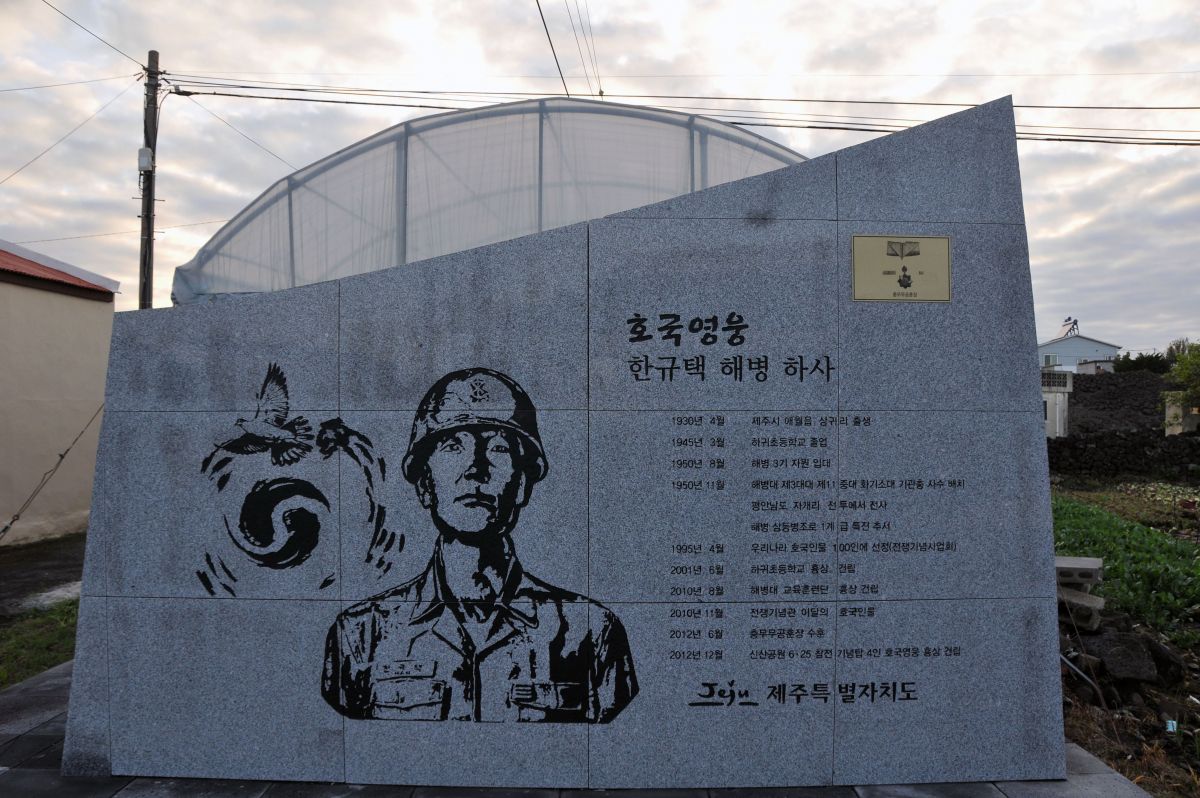 충무무공훈장
호국영웅
한규택 해병 하사
1930년 4월 제주시 애월읍 상귀리 출생
1945년 3월 하귀초등학교 졸업
1950년 8월 해병 3기 자원 입대
1950년 11월 해병대 제3대대 제11 중대 화기소대 기관총 사수 배치
평안남도 자개리 전투에서 전사
해병 삼등병조로 1계급 특진 추서
1995년 4월 우리나라 호국인물 100인에 선정(전쟁기념사업회)
2001년 6월 하귀초등학교 흉상 건립
2010년 8월 해병대 교육훈련단 흉상 건립
2010년 11월 전쟁기념관 이달의 호국인물
2012년 6월 충무무공훈장 수훈
2012년 12월 신산공원 6·25 참전 기념탑 4인 호국영웅 흉상 건립
Jeju 제주특별자치도
한규택